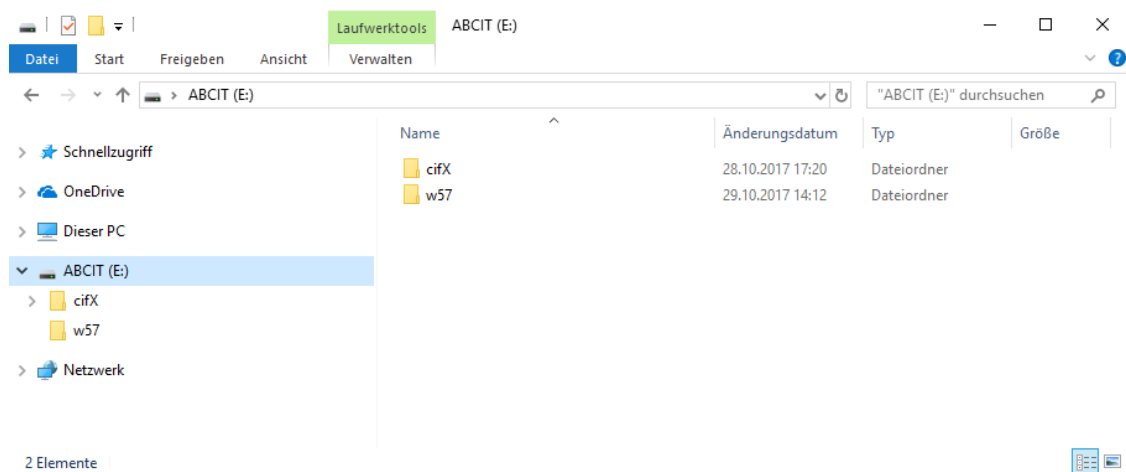 Laufwerktools ABCIT (E:)
Datei Start Freigeben Ansicht Verwalten
ABCIT (E:) "ABCIT (E:)" durchsuchen
Name Änderungsdatum Typ Größe
Schnellzugriff
cifX 28.10.2017 17:20 Dateiordner
OneDrive
w57 29.10.2017 14:12 Dateiordner
Dieser PC
ABCIT (E:)
cifX
w57
Netzwerk
2 Elemente